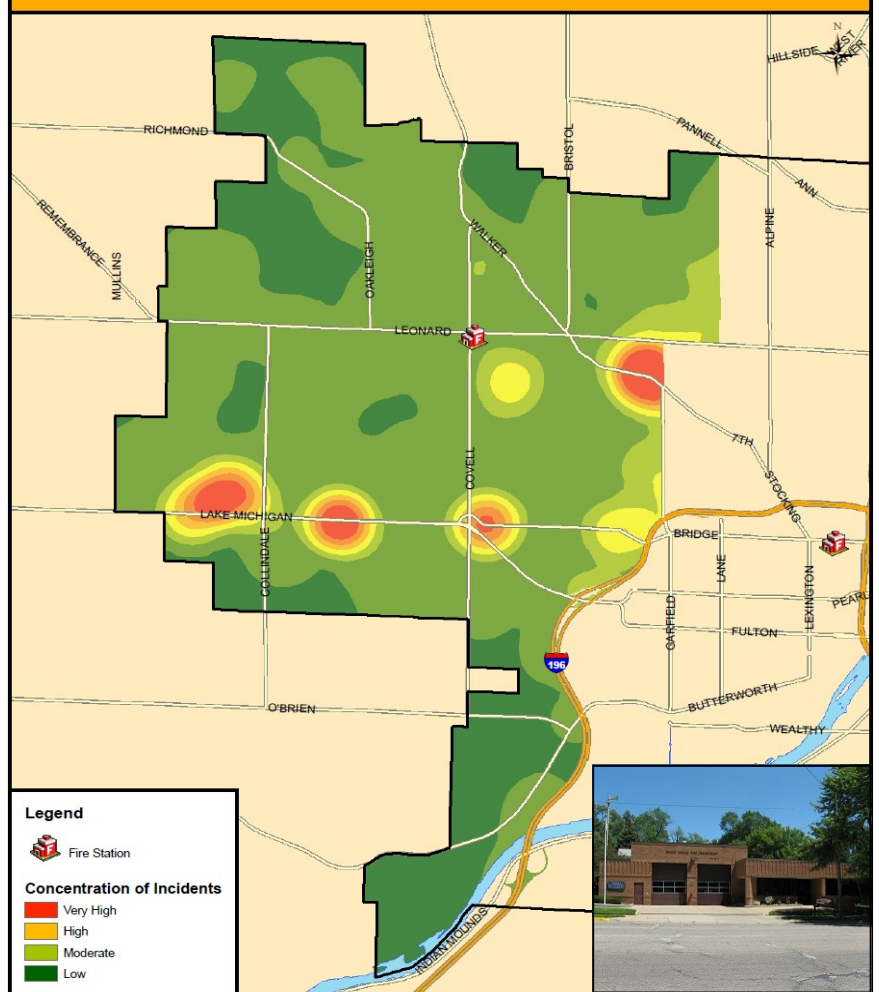 N
WEST
RIVER
HILLSIDE
PANNELL
BRISTOL
ANN
RICHMOND
REMEMBRANCE
MULLINS
OAKLEIGH
WALKER
ALPINE
LEONARD
7TH
STOCKING
COVELL
LAKE MICHIGAN
COLLINDALE
BRIDGE
LANE
LEXINGTON
PEARL
GARFIELD
FULTON
196
BUTTERWORTH
O'BRIEN
WEALTHY
INDIAN MOUNDS
Legend
F
Fire Station
Concentration of Incidents
Very High
High
Moderate
Low